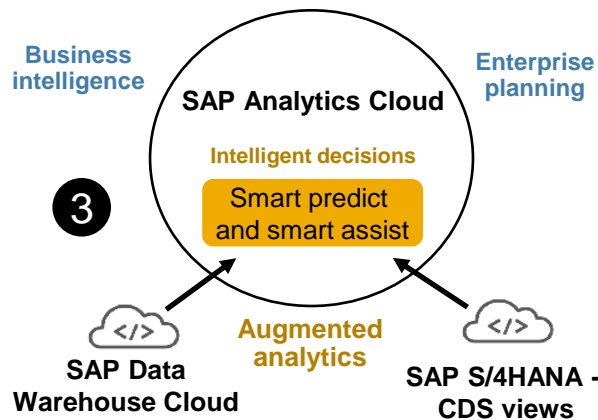 Business
intelligence
Enterprise
planning
SAP Analytics Cloud
Intelligent decisions
Smart predict
and smart assist
3
</>
</>
Augmented
analytics
SAP Data
Warehouse Cloud
SAP S/4HANA -
CDS views